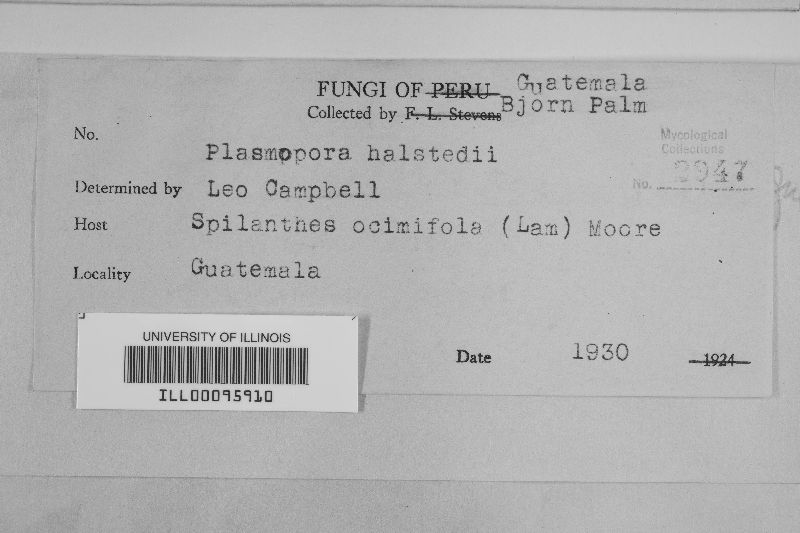 FUNGI OF PERU Guatemala
Collected by F. L. Stevens Bjorn Palm
No.
Mycological
Collections
Plasmopora halstedii
No. 2947
Determined by Leo Campbell
Host Spilanthes ocimifola (Lam) Moore
Locality Guatemala
UNIVERSITY OF ILLINOIS
Date 1930 1924
ILL00095910